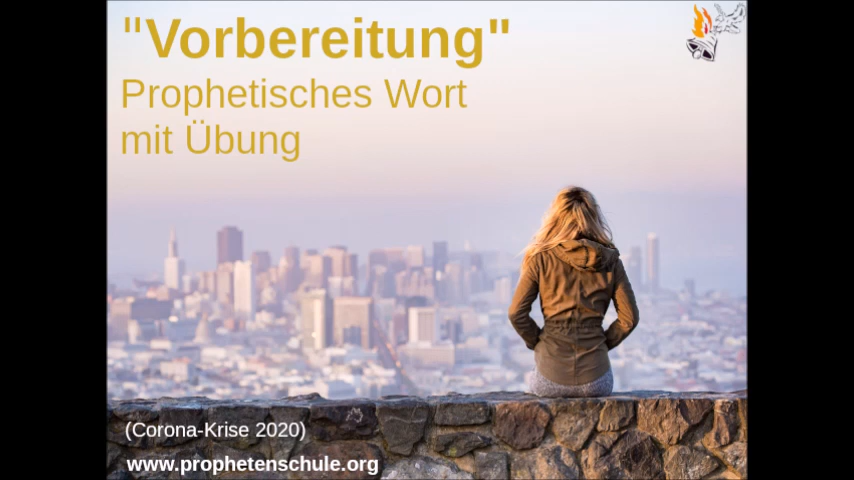 "Vorbereitung"
Prophetisches Wort
mit Übung
(Corona-Krise 2020)
www.prophetenschule.org